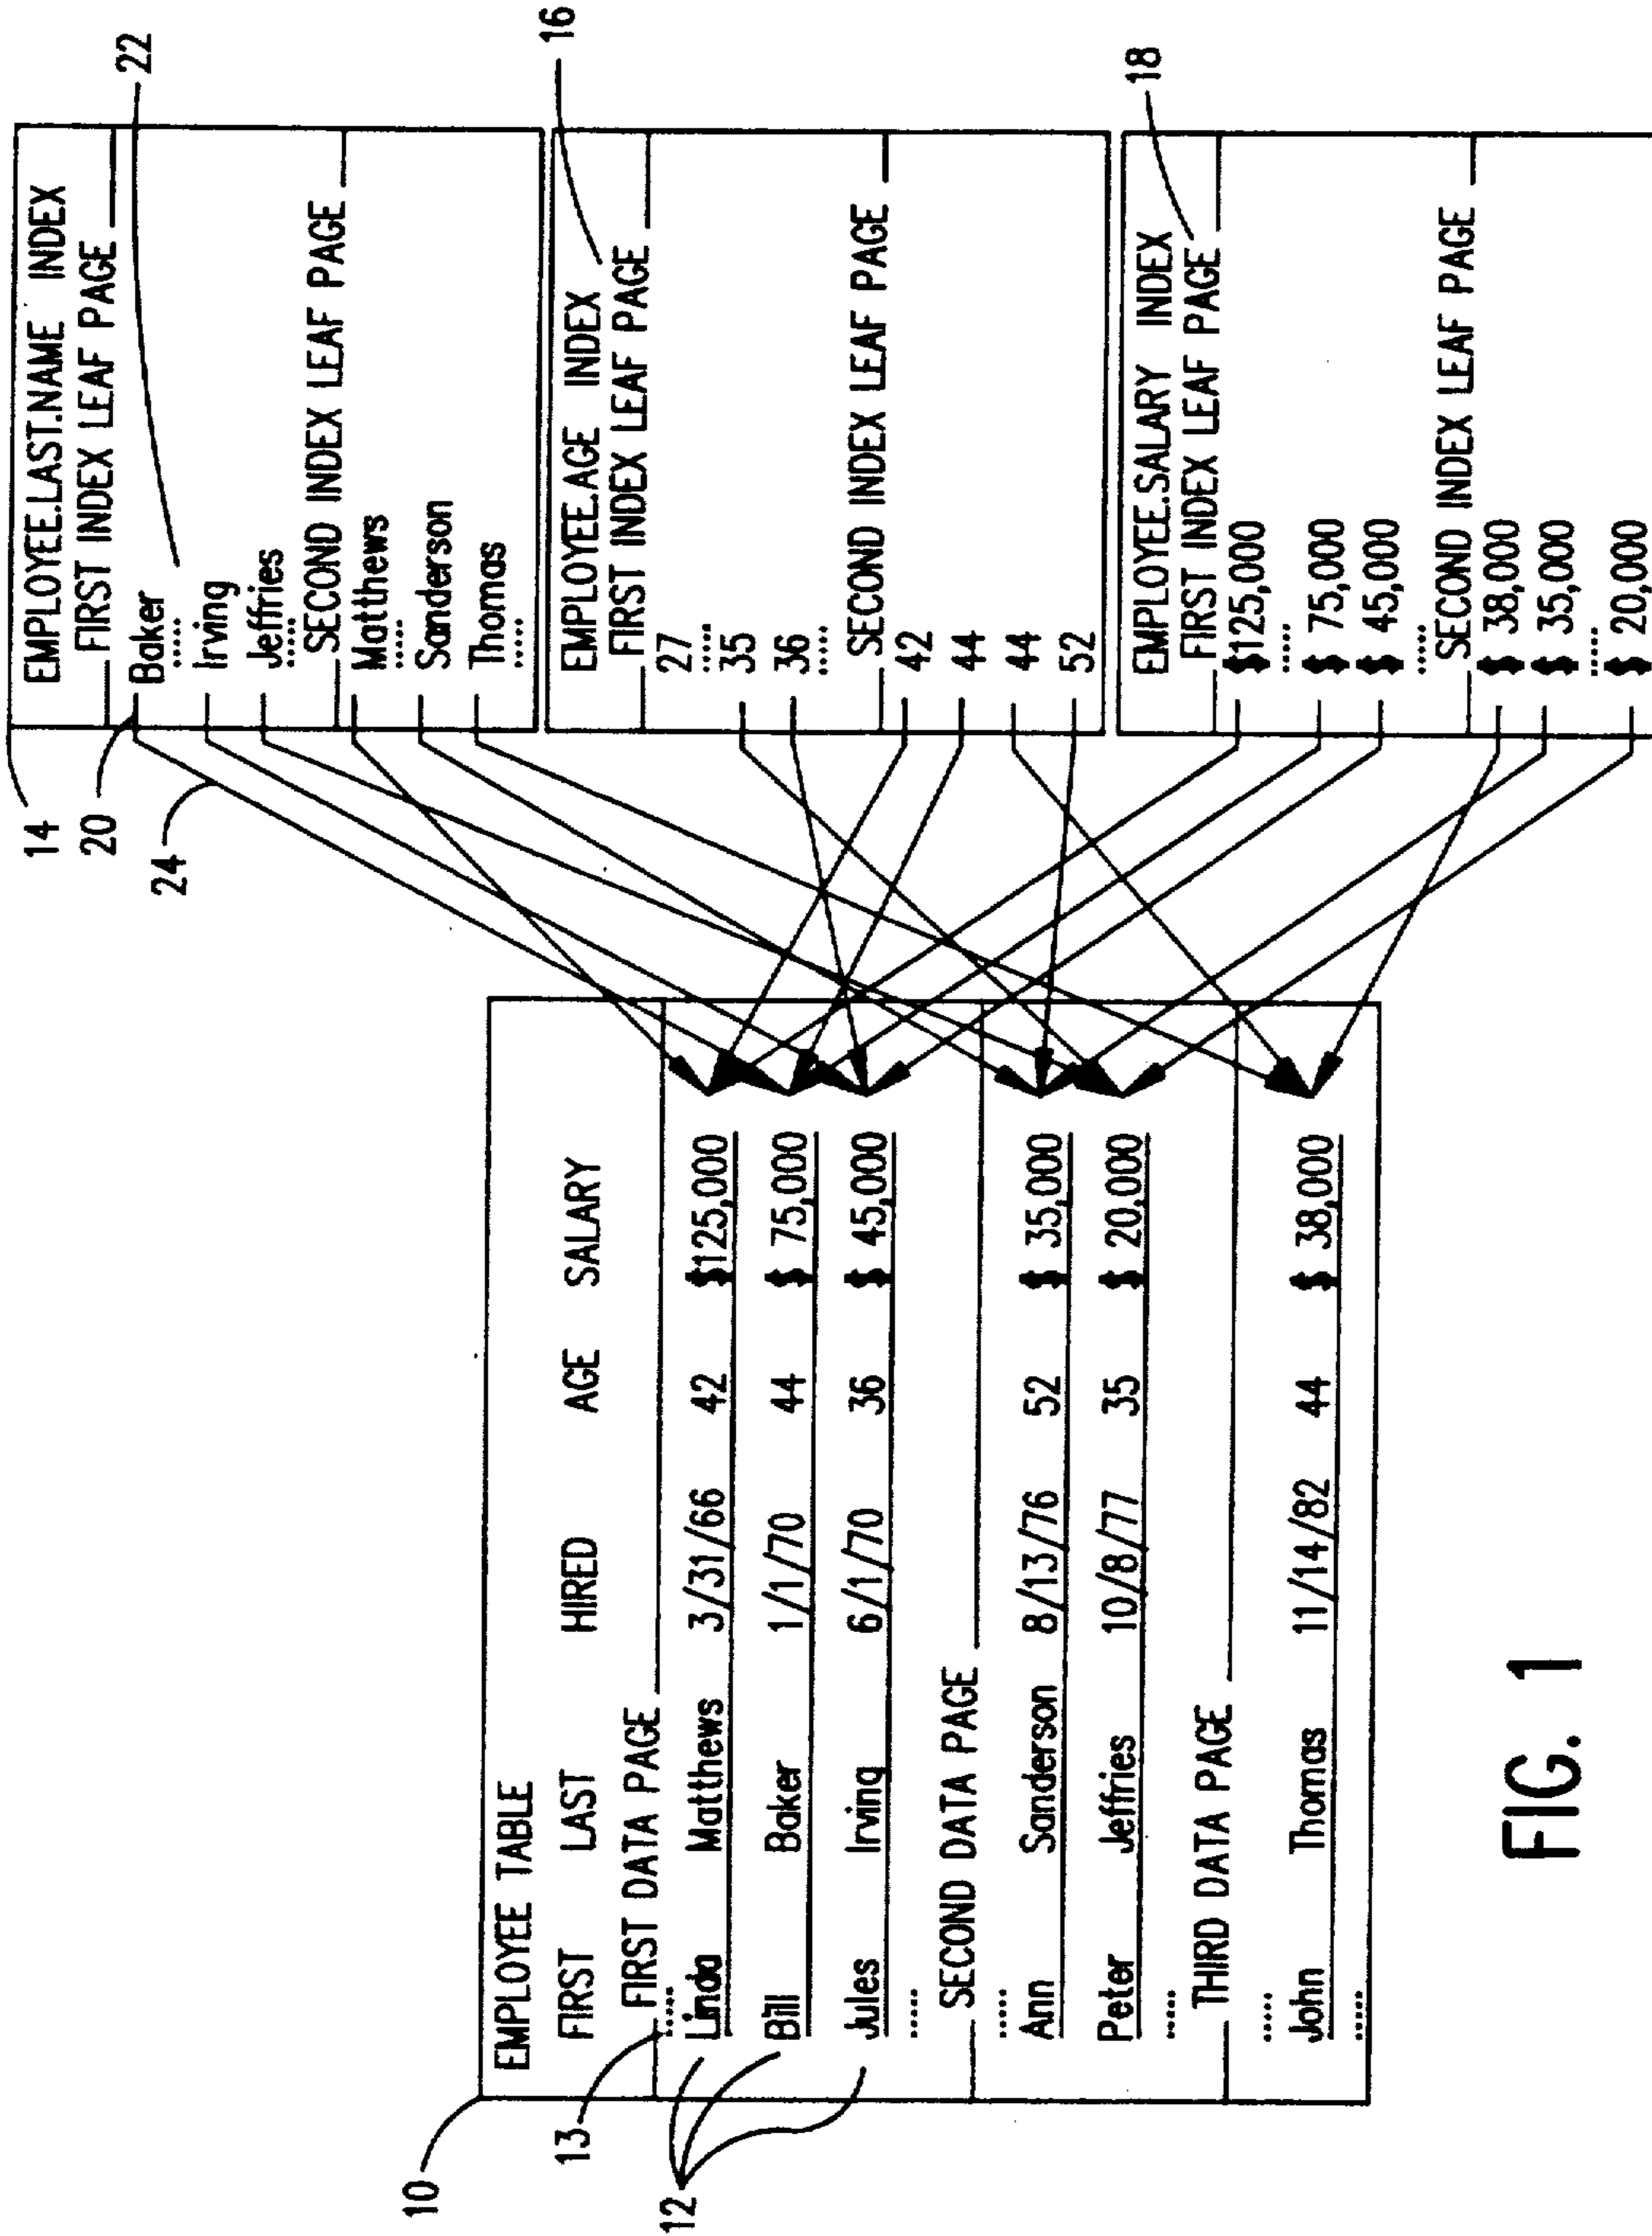 EMPLOYEE TABLE
FIRST LAST HIRED AGE SALARY
FIRST DATA PAGE
.....
Linda Matthews 3/31/66 42 $125,000
Bill Baker 1/1/70 44 $ 75,000
Jules Irving 6/1/70 36 $ 45,000
.....
SECOND DATA PAGE
.....
Ann Sanderson 8/13/76 52 $ 35,000
Peter Jeffries 10/8/77 35 $ 20,000
.....
THIRD DATA PAGE
.....
John Thomas 11/14/82 44 $ 38,000
.....
10
13
12
14
20
24
EMPLOYEE.LAST.NAME INDEX
FIRST INDEX LEAF PAGE
Baker
.....
Irving
Jeffries
.....
SECOND INDEX LEAF PAGE
Matthews
.....
Sanderson
Thomas
.....
22
EMPLOYEE.AGE INDEX
FIRST INDEX LEAF PAGE
27
.....
35
36
.....
SECOND INDEX LEAF PAGE
42
44
44
52
16
EMPLOYEE.SALARY INDEX
FIRST INDEX LEAF PAGE
$125,000
.....
$ 75,000
$ 45,000
.....
SECOND INDEX LEAF PAGE
$ 38,000
$ 35,000
.....
$ 20,000
18
FIG. 1